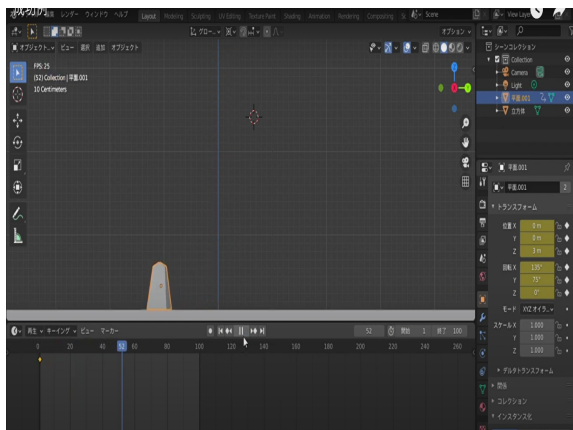 編集 レンダー ウィンドウ ヘルプ Layout Modeling Sculpting UV Editing Texture Paint Shading Animation Rendering Compositing Scene View Layer
グロー... オプション
オブジェクト... ビュー 選択 追加 オブジェクト
FPS: 25
(52) Collection | 平面.001
10 Centimeters
シーンコレクション
Collection
Camera
Light
平面.001
立方体
平面.001
平面.001 2
トランスフォーム
位置 X 0 m
Y 0 m
Z 3 m
回転 X 135°
Y 75°
Z 0°
モード XYZ オイラ...
スケール X 1.000
Y 1.000
Z 1.000
デルタトランスフォーム
関係
コレクション
インスタンス化
再生 キーイング ビュー マーカー 52 開始 1 終了 100
0 20 40 52 60 80 100 120 140 160 180 200 220 240 260